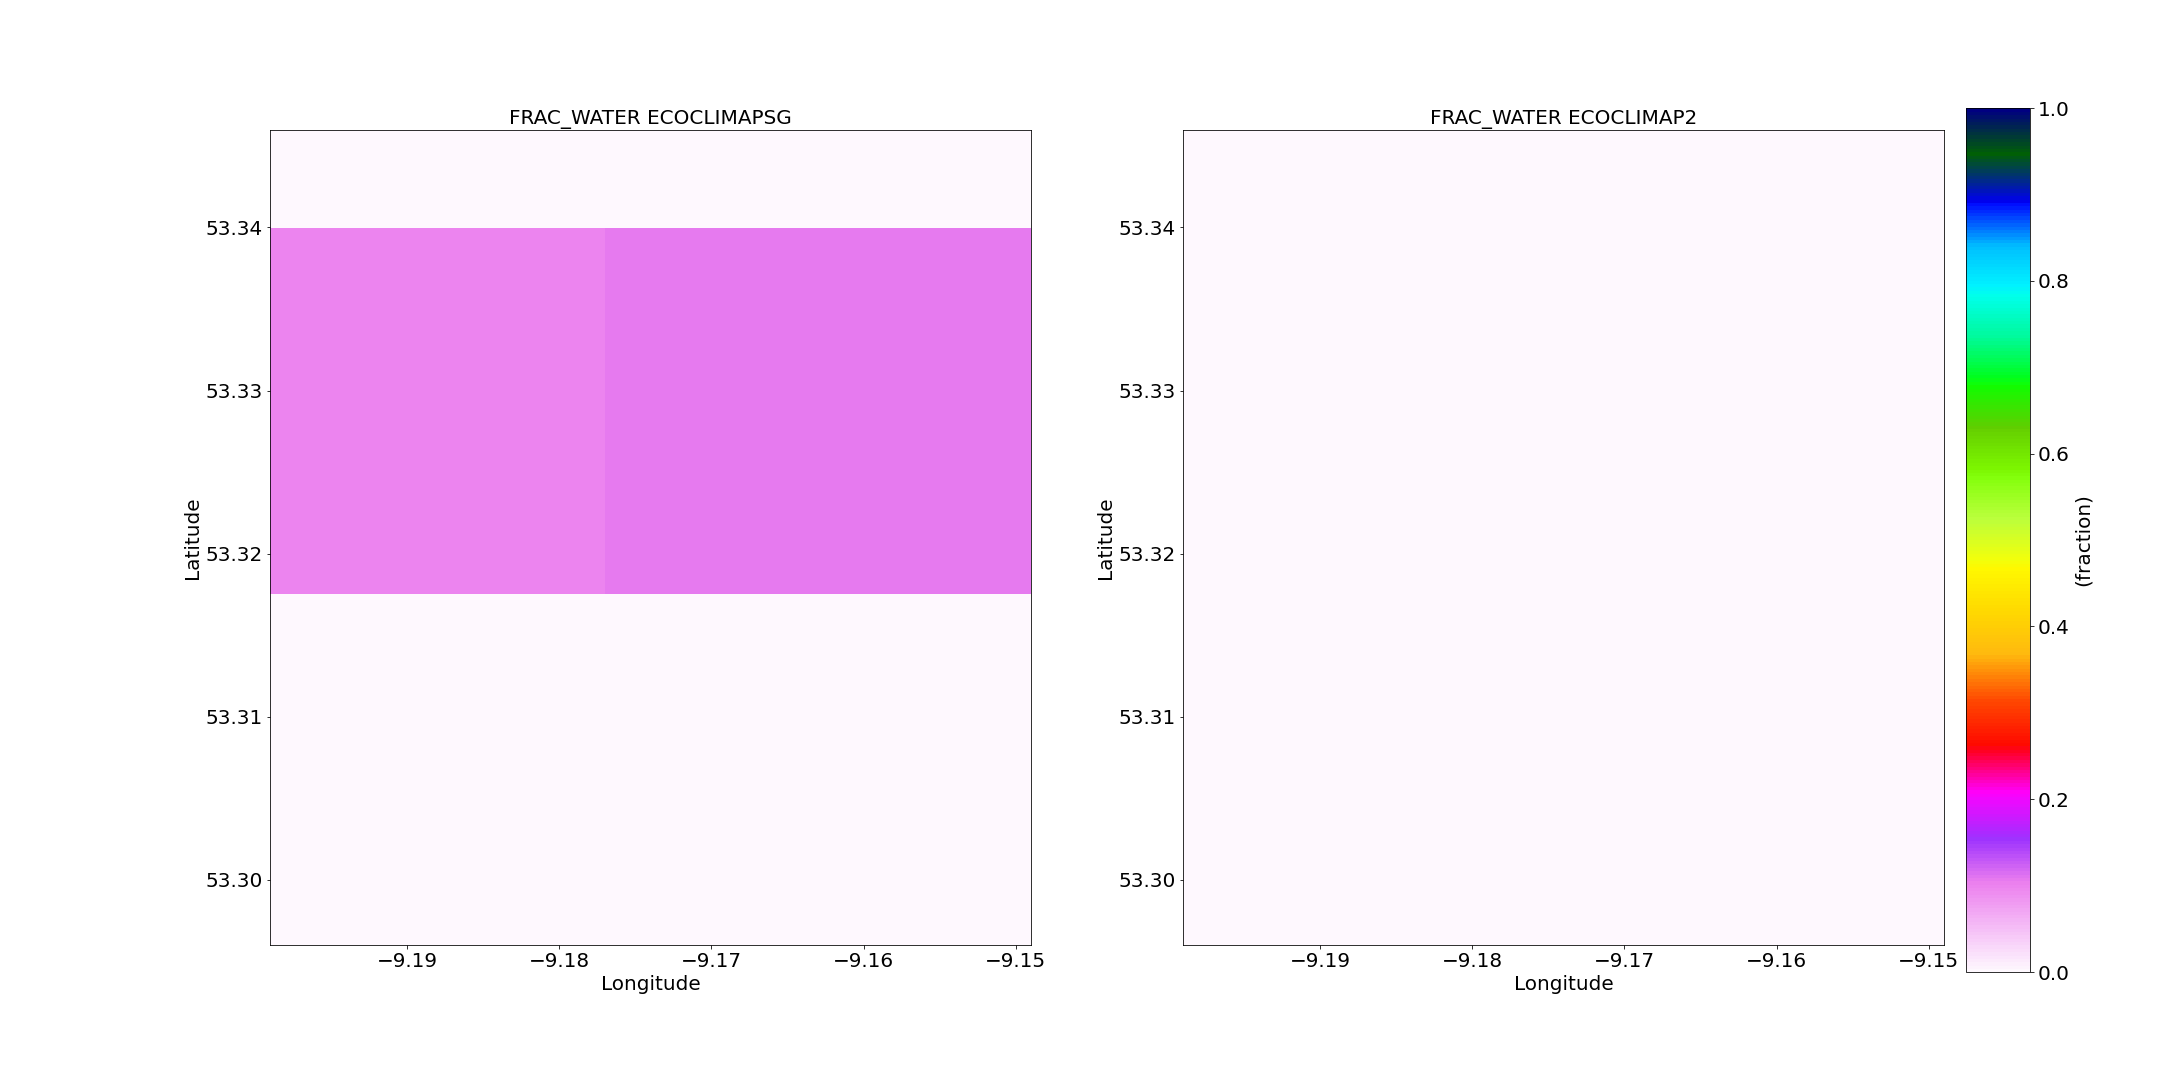 FRAC_WATER ECOCLIMAPSG
53.34
53.33
53.32
53.31
53.30
Latitude
−9.19 −9.18 −9.17 −9.16 −9.15
Longitude
FRAC_WATER ECOCLIMAP2
53.34
53.33
53.32
53.31
53.30
Latitude
−9.19 −9.18 −9.17 −9.16 −9.15
Longitude
1.0
0.8
0.6
0.4
0.2
0.0
(fraction)